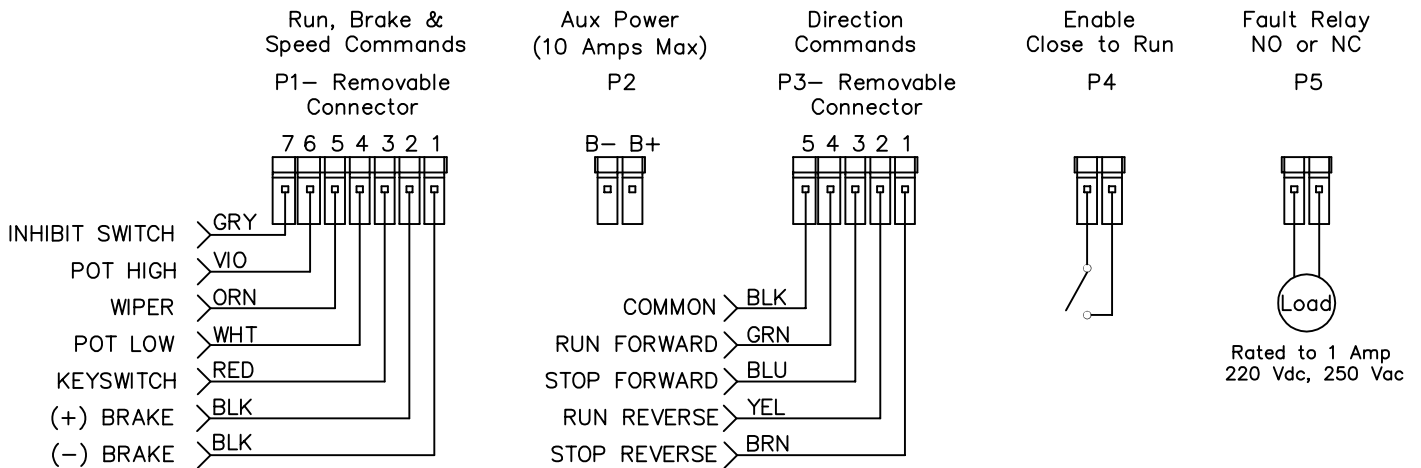 Run, Brake &
Speed Commands
P1- Removable
Connector
7 6 5 4 3 2 1
INHIBIT SWITCH GRY
POT HIGH VIO
WIPER ORN
POT LOW WHT
KEYSWITCH RED
(+) BRAKE BLK
(-) BRAKE BLK
Aux Power
(10 Amps Max)
P2
B- B+
Direction
Commands
P3- Removable
Connector
5 4 3 2 1
COMMON BLK
RUN FORWARD GRN
STOP FORWARD BLU
RUN REVERSE YEL
STOP REVERSE BRN
Enable
Close to Run
P4
Fault Relay
NO or NC
P5
Load
Rated to 1 Amp
220 Vdc, 250 Vac